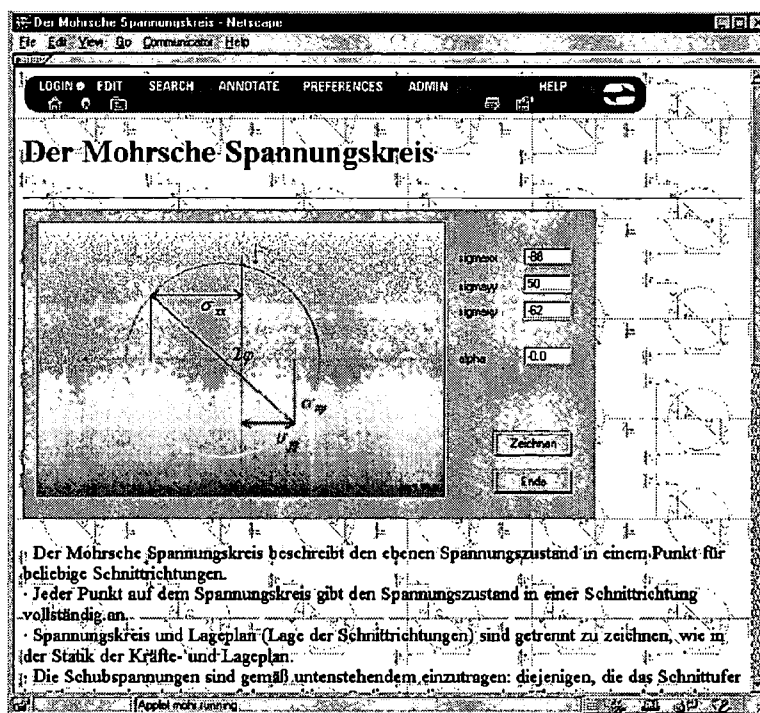 Der Mohrsche Spannungskreis - Netscape
File Edit View Go Communicator Help
LOGIN EDIT SEARCH ANNOTATE PREFERENCES ADMIN HELP
Der Mohrsche Spannungskreis
sigmaxx -88
sigmayy 50
sigmaxy -62
alpha -0.0
σxx
2φ
Zeichnen
Ende
· Der Mohrsche Spannungskreis beschreibt den ebenen Spannungszustand in einem Punkt für
beliebige Schnittrichtungen.
· Jeder Punkt auf dem Spannungskreis gibt den Spannungszustand in einer Schnittrichtung
vollständig an.
· Spannungskreis und Lageplan (Lage der Schnittrichtungen) sind getrennt zu zeichnen, wie in
der Statik der Kräfte- und Lageplan.
· Die Schubspannungen sind gemäß untenstehendem einzutragen: diejenigen, die das Schnittufer
Applet mohr running